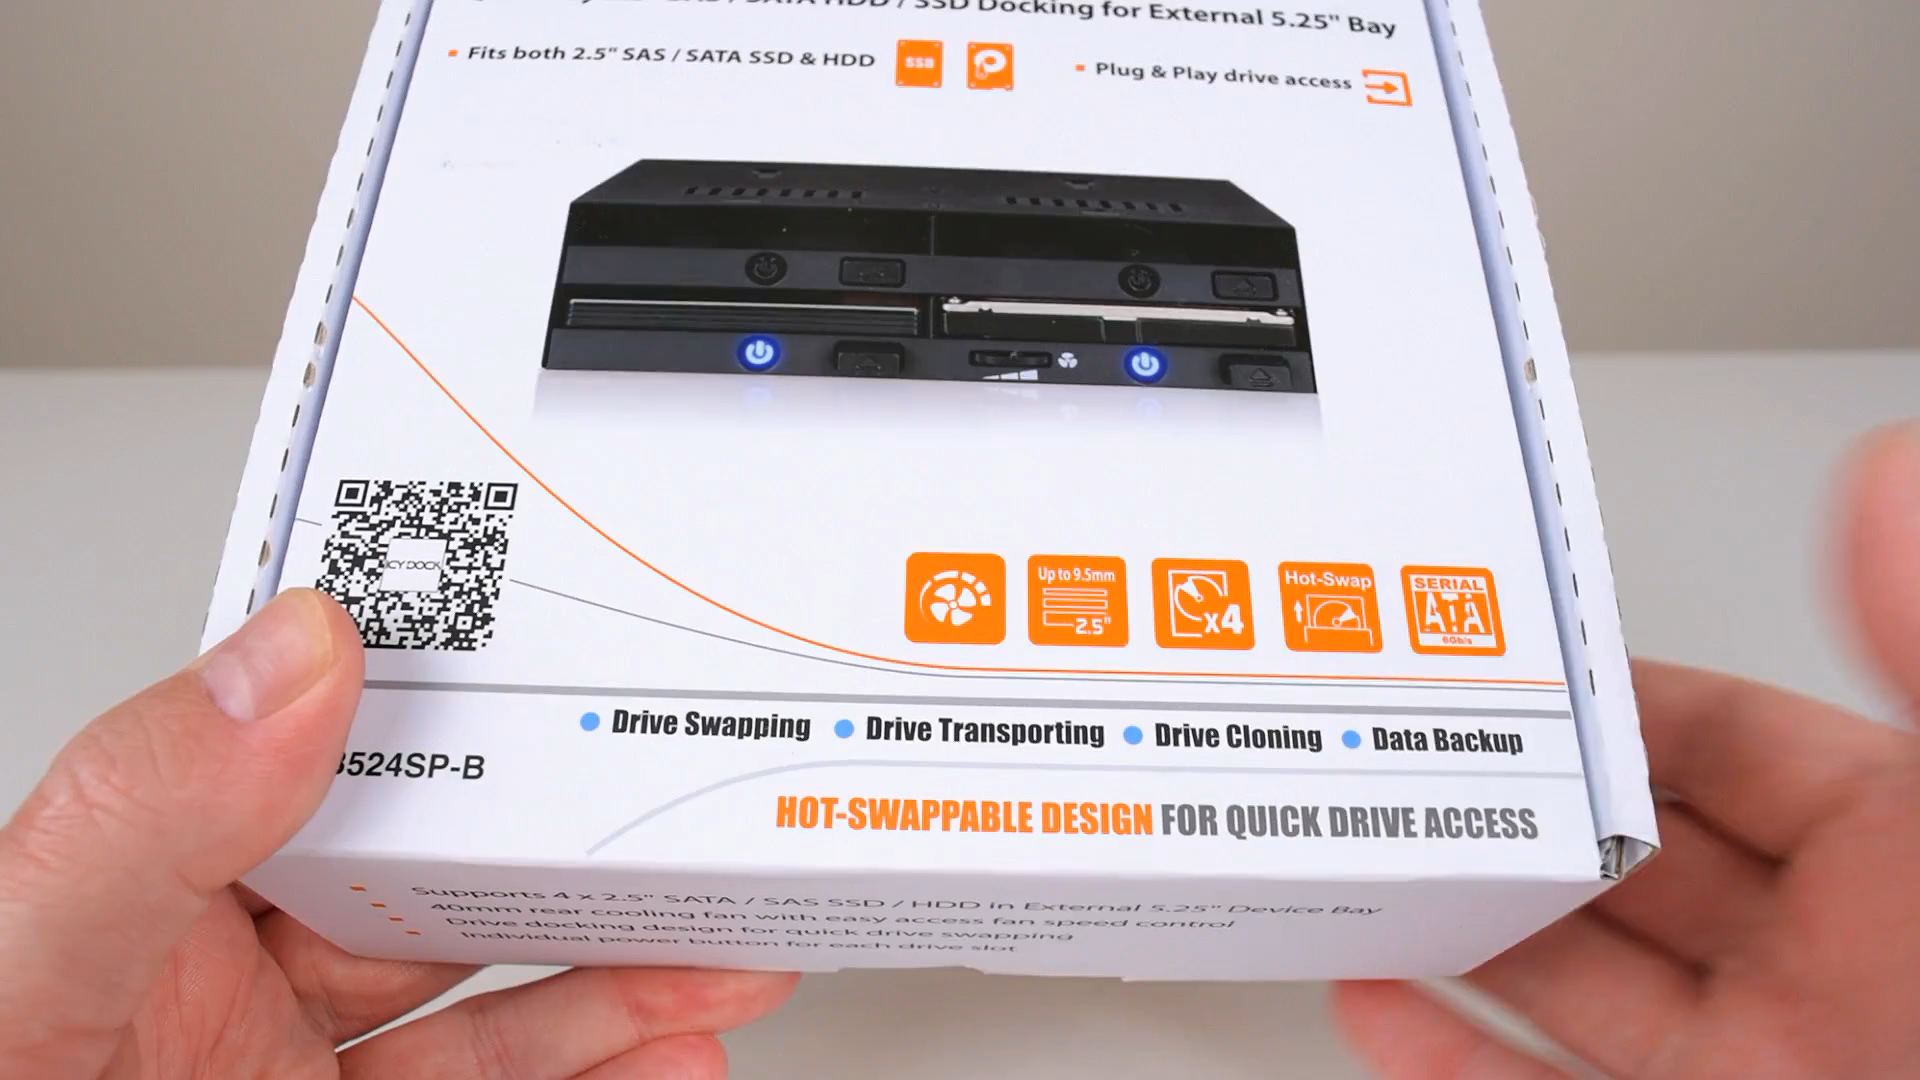 SAS / SATA HDD / SSD Docking for External 5.25" Bay
▪ Fits both 2.5" SAS / SATA SSD & HDD
SSD
▪ Plug & Play drive access
ICY DOCK
Up to 9.5mm
2.5"
x4
Hot-Swap
SERIAL
ATA
6Gb/s
● Drive Swapping ● Drive Transporting ● Drive Cloning ● Data Backup
3524SP-B
HOT-SWAPPABLE DESIGN FOR QUICK DRIVE ACCESS
▪ Supports 4 x 2.5" SATA / SAS SSD / HDD in External 5.25" Device Bay
▪ 40mm rear cooling fan with easy access fan speed control
▪ Drive docking design for quick drive swapping
▪ Individual power button for each drive slot